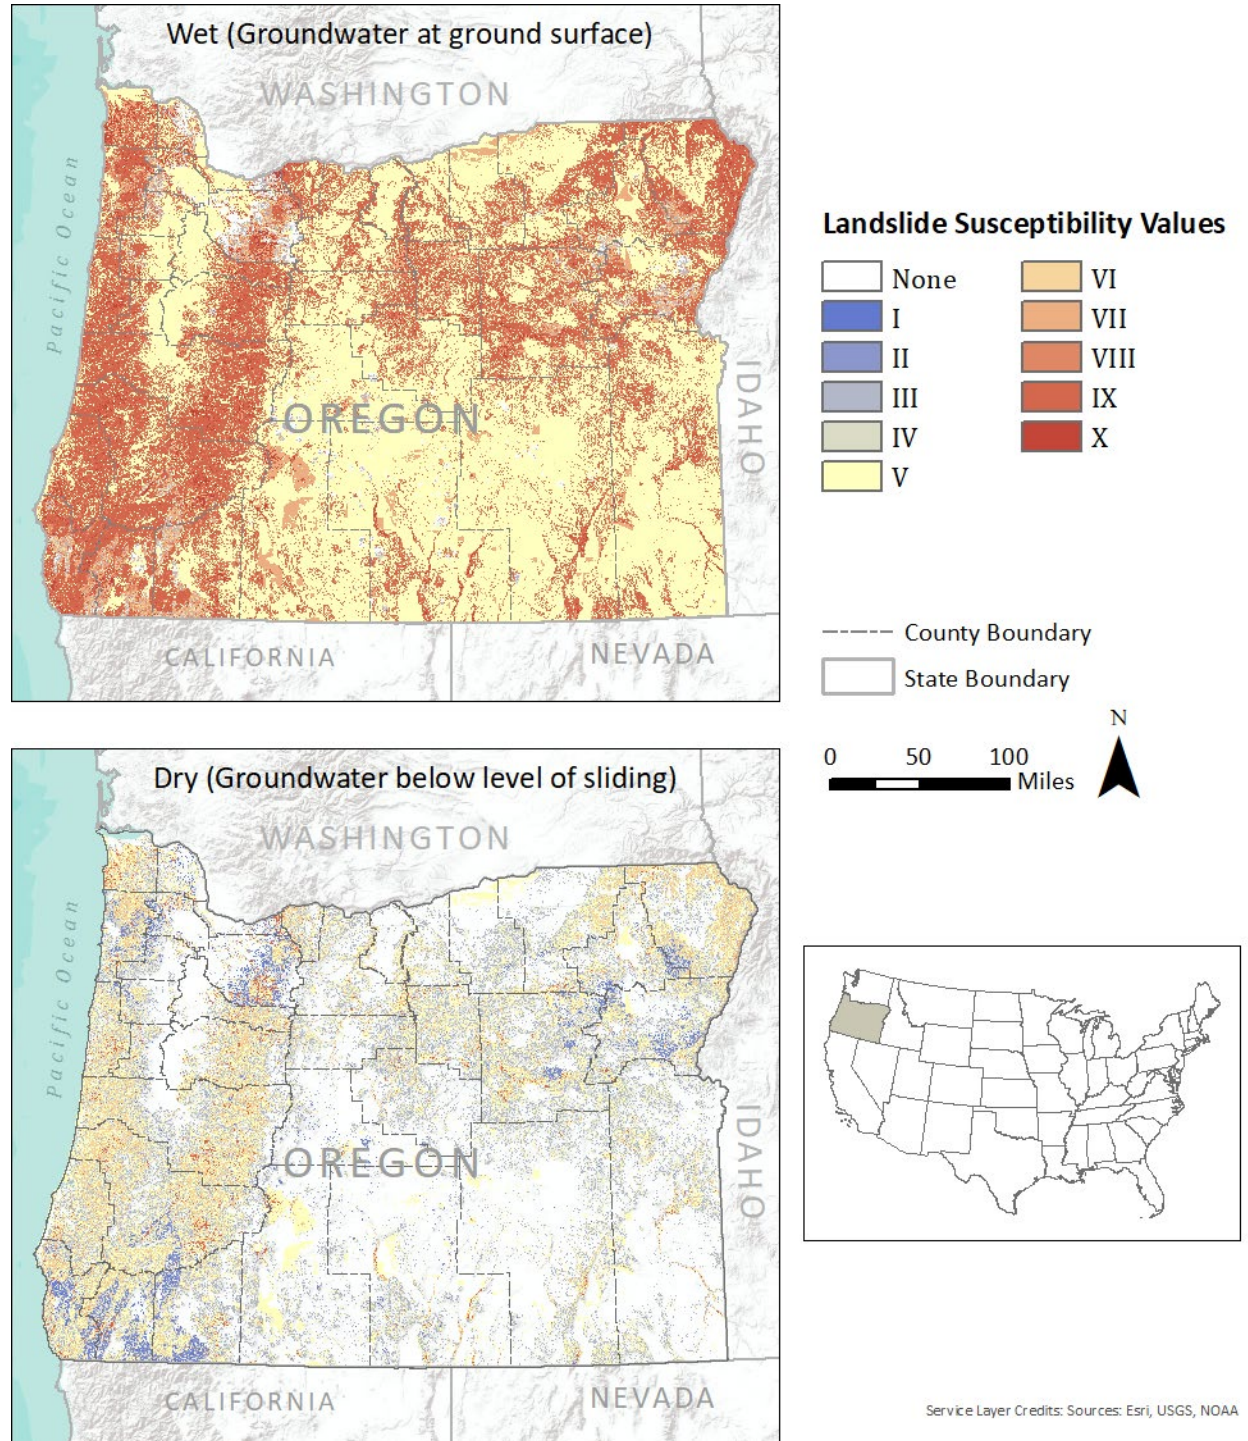 Wet (Groundwater at ground surface)
WASHINGTON
Pacific Ocean
OREGON
IDAHO
CALIFORNIA
NEVADA
Landslide Susceptibility Values
None
I
II
III
IV
V
VI
VII
VIII
IX
X
County Boundary
State Boundary
N
0 50 100
Miles
Dry (Groundwater below level of sliding)
WASHINGTON
Pacific Ocean
OREGON
IDAHO
CALIFORNIA
NEVADA
Service Layer Credits: Sources: Esri, USGS, NOAA